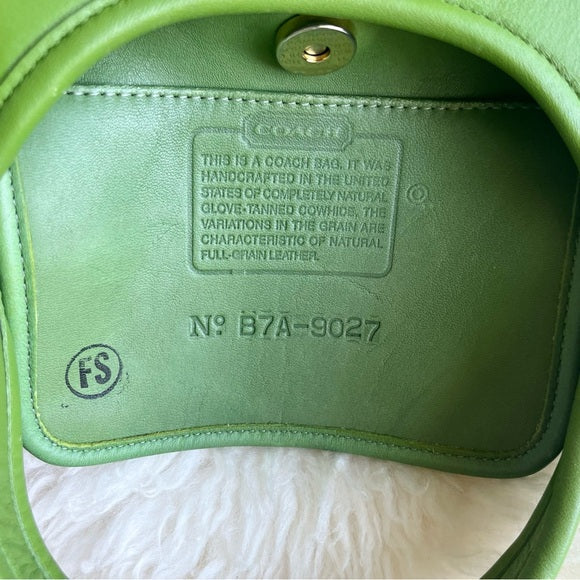 COACH
THIS IS A COACH BAG. IT WAS
HANDCRAFTED IN THE UNITED
STATES OF COMPLETELY NATURAL
GLOVE-TANNED COWHIDE. THE
VARIATIONS IN THE GRAIN ARE
CHARACTERISTIC OF NATURAL
FULL-GRAIN LEATHER.
©
Nº B7A-9027
FS